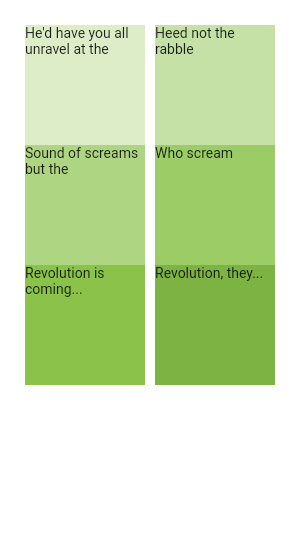 He'd have you all
unravel at the
Heed not the
rabble
Sound of screams
but the
Who scream
Revolution is
coming...
Revolution, they...